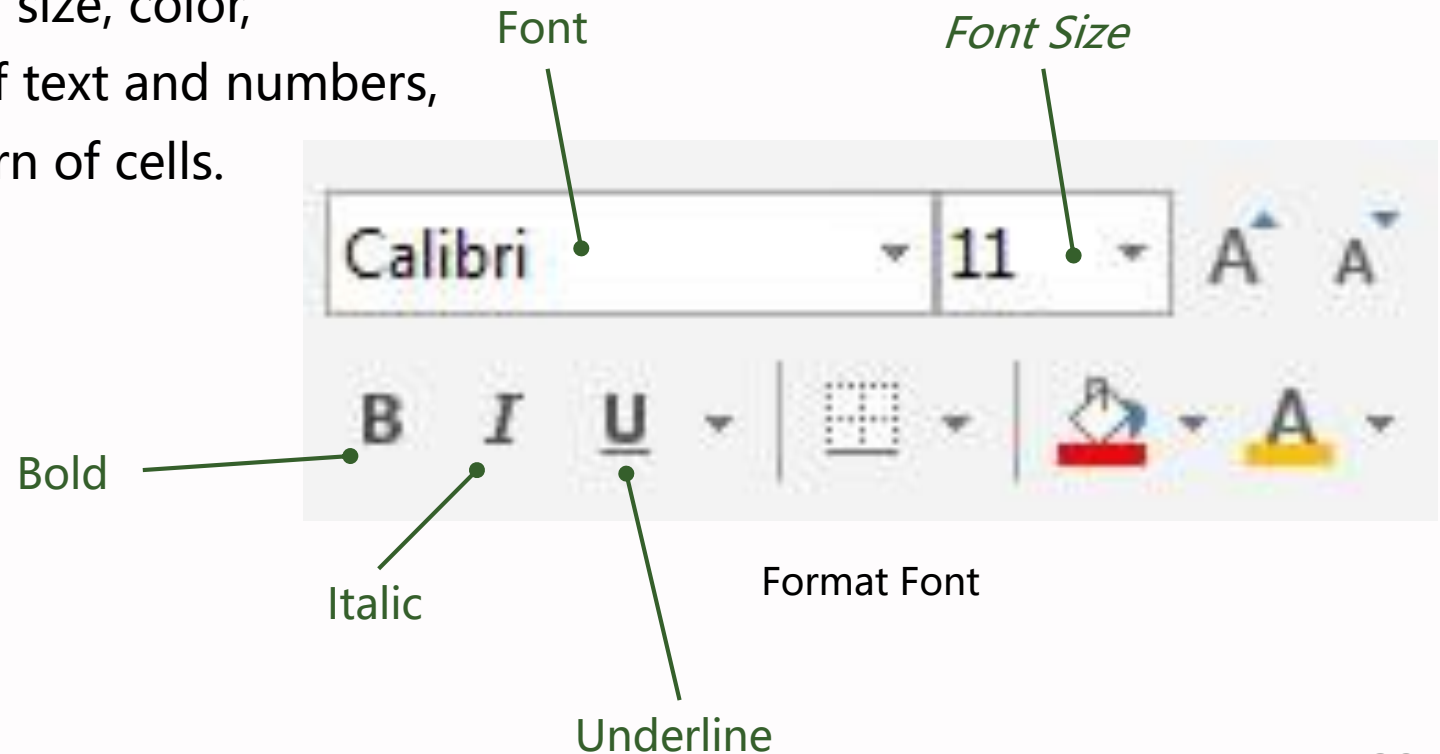 size, color,
f text and numbers,
rn of cells.
Font
Font Size
Calibri
11
A
A
B
I
U
A
Bold
Italic
Format Font
Underline